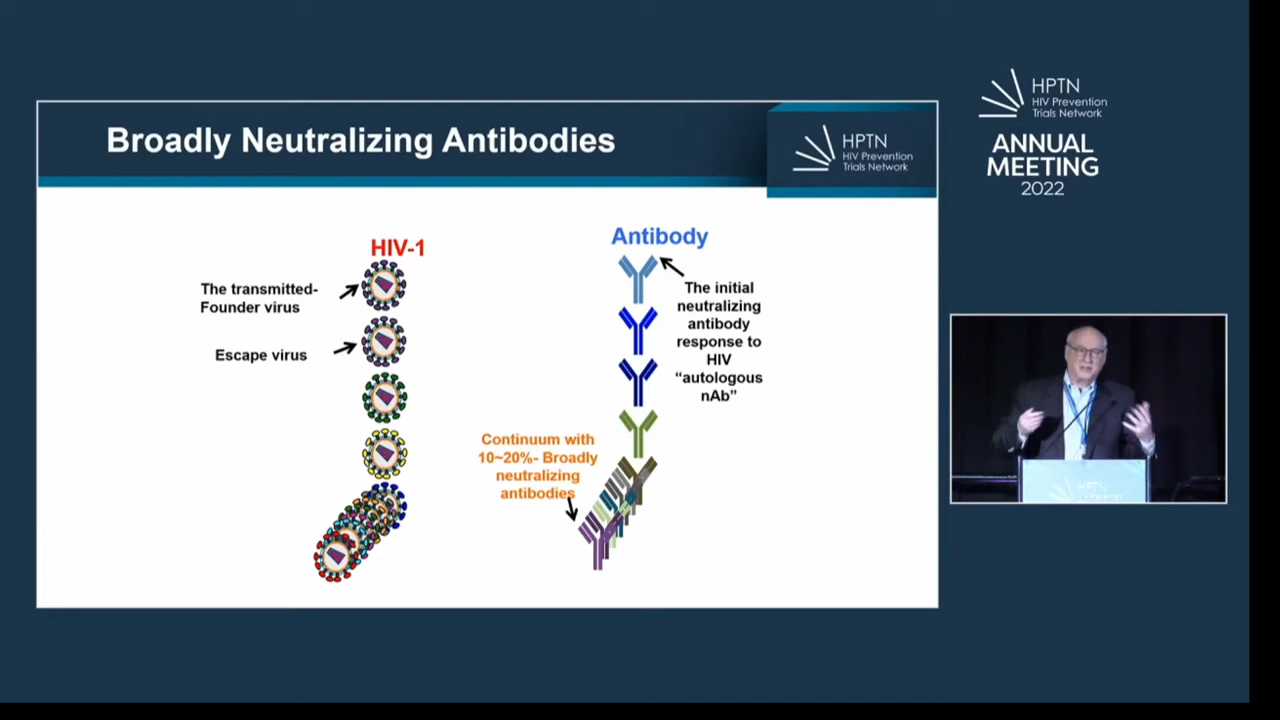 Broadly Neutralizing Antibodies
HPTN
HIV Prevention
Trials Network
HIV-1
The transmitted-
Founder virus
Escape virus
Antibody
The initial
neutralizing
antibody
response to
HIV
“autologous
nAb”
Continuum with
10~20%- Broadly
neutralizing
antibodies
HPTN
HIV Prevention
Trials Network
ANNUAL
MEETING
2022